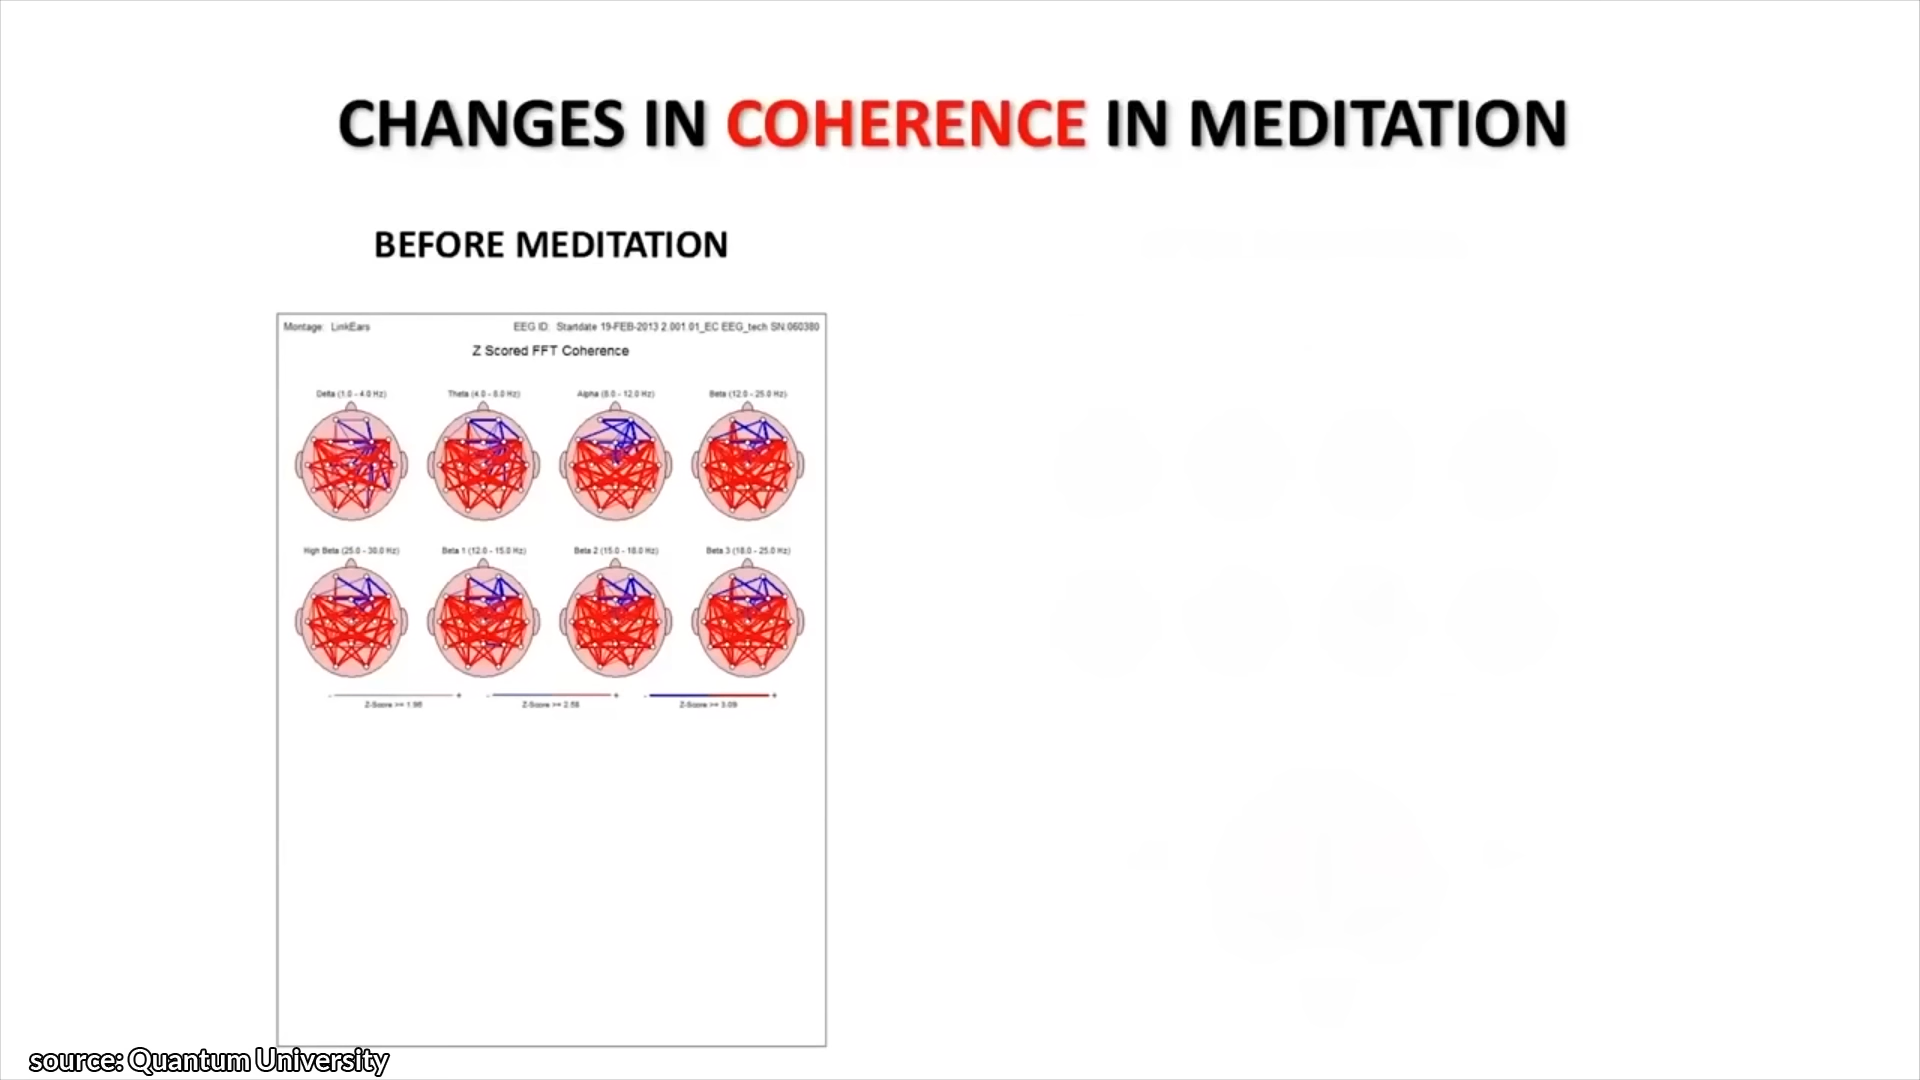 CHANGES IN COHERENCE IN MEDITATION
BEFORE MEDITATION
Montage: LinkEars EEG ID: Startdate 19-FEB-2013 2.001.01_EC EEG_tech SN:060380
Z Scored FFT Coherence
Delta (1.0 - 4.0 Hz) Theta (4.0 - 8.0 Hz) Alpha (8.0 - 12.0 Hz) Beta (12.0 - 25.0 Hz)
High Beta (25.0 - 30.0 Hz) Beta 1 (12.0 - 15.0 Hz) Beta 2 (15.0 - 18.0 Hz) Beta 3 (18.0 - 25.0 Hz)
- + - + - +
Z-Score >= 1.96 Z-Score >= 2.58 Z-Score >= 3.09
source: Quantum University